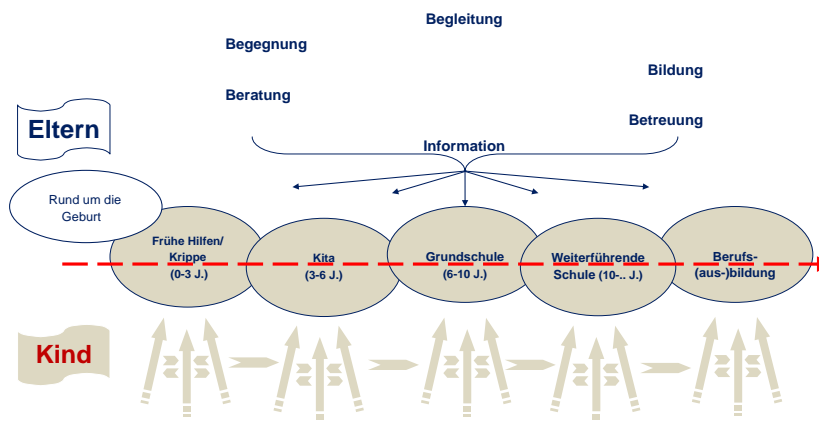 Begleitung
Begegnung
Bildung
Beratung
Betreuung
Eltern
Information
Rund um die
Geburt
Frühe Hilfen/
Krippe
(0-3 J.)
Kita
(3-6 J.)
Grundschule
(6-10 J.)
Weiterführende
Schule (10-.. J.)
Berufs-
(aus-)bildung
Kind